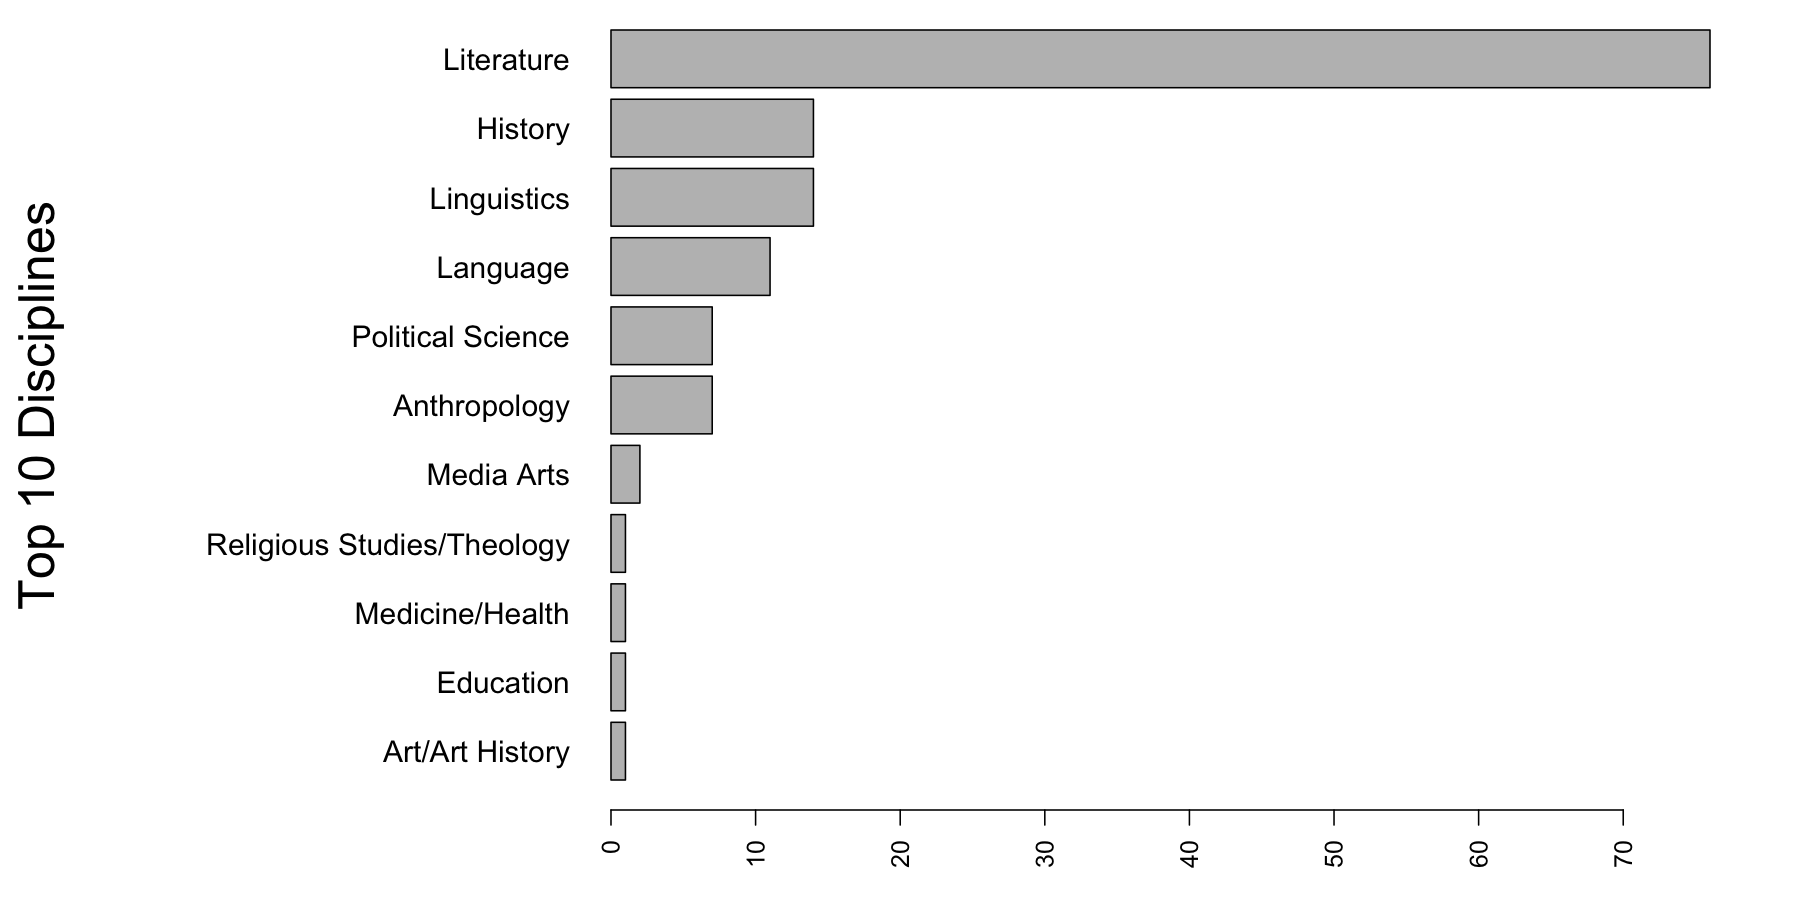 Top 10 Disciplines
Literature
History
Linguistics
Language
Political Science
Anthropology
Media Arts
Religious Studies/Theology
Medicine/Health
Education
Art/Art History
0 10 20 30 40 50 60 70